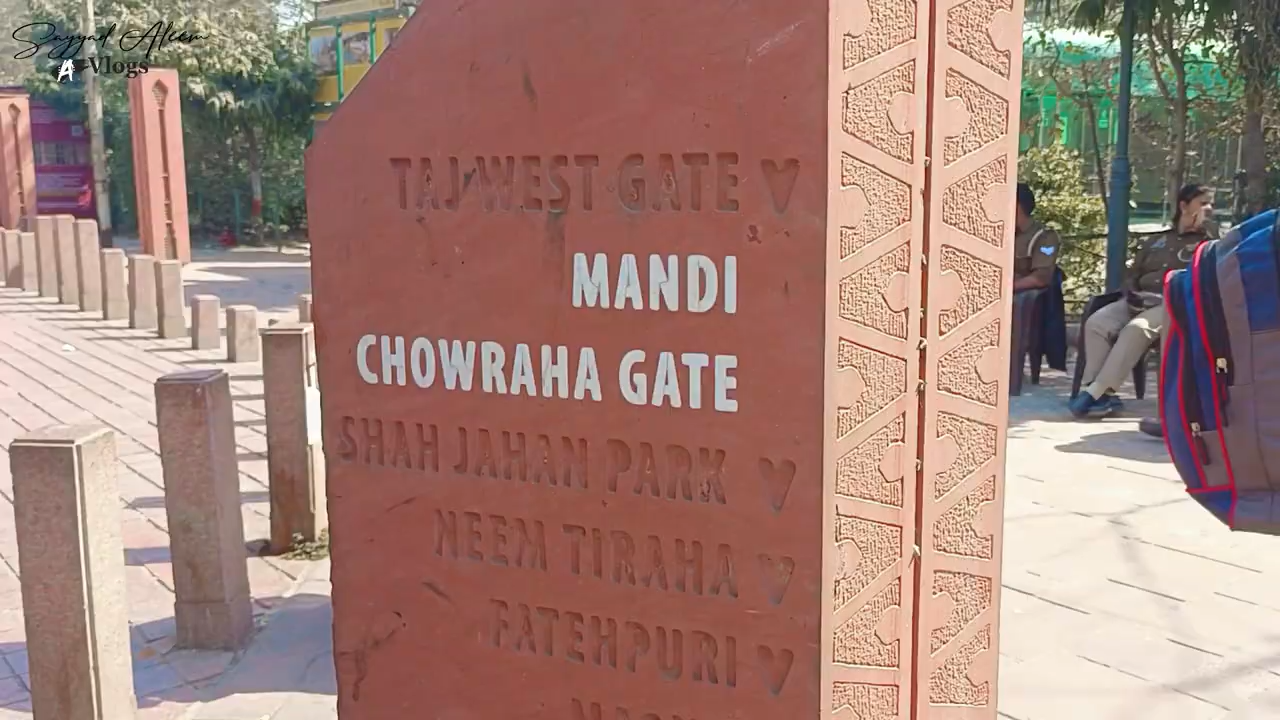 Sayyad Aleem
A Vlogs
TAJ WEST GATE
MANDI
CHOWRAHA GATE
SHAH JAHAN PARK
NEEM TIRAHA
FATEHPURI